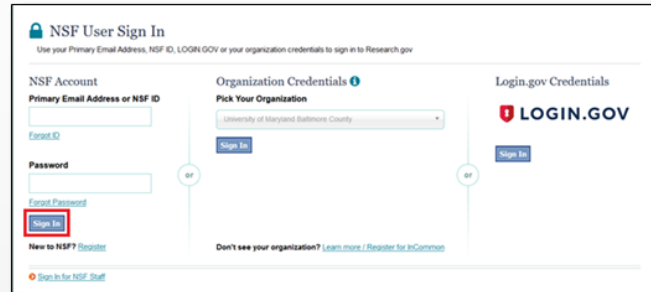 NSF User Sign In
Use your Primary Email Address, NSF ID, LOGIN.GOV or your organization credentials to sign in to Research.gov
NSF Account
Primary Email Address or NSF ID
Forgot ID
Password
Forgot Password
Sign In
New to NSF? Register
or
Organization Credentials
Pick Your Organization
University of Maryland Baltimore County
Sign In
Don't see your organization? Learn more / Register for InCommon
or
Login.gov Credentials
LOGIN.GOV
Sign In
Sign In for NSF Staff